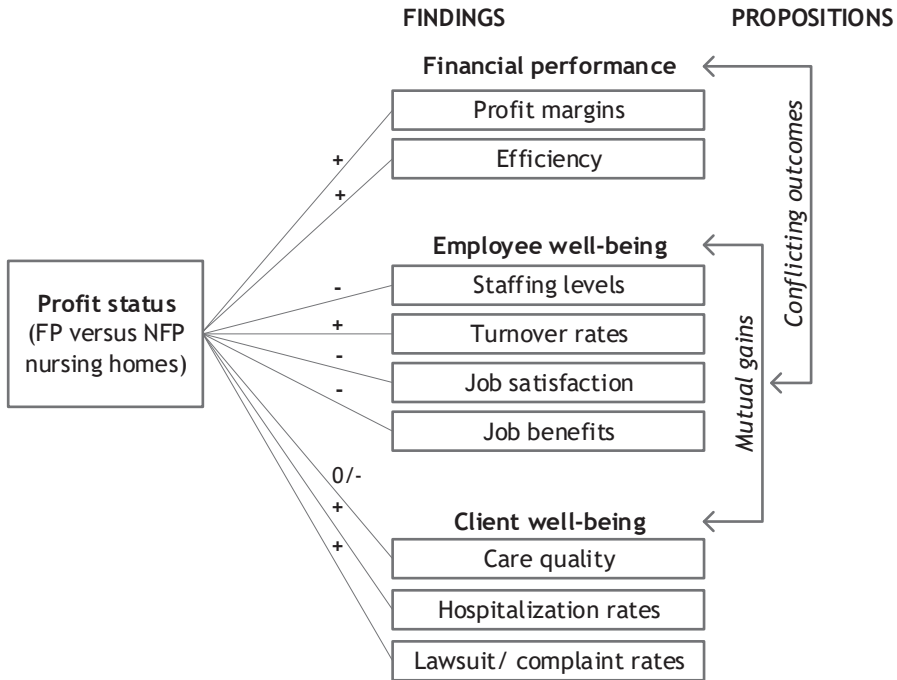 FINDINGS
PROPOSITIONS
Financial performance
Profit margins
Efficiency
+
+
Conflicting outcomes
Employee well-being
Staffing levels
Turnover rates
Job satisfaction
Job benefits
-
+
-
-
Mutual gains
Profit status
(FP versus NFP
nursing homes)
0/-
+
+
Client well-being
Care quality
Hospitalization rates
Lawsuit/ complaint rates